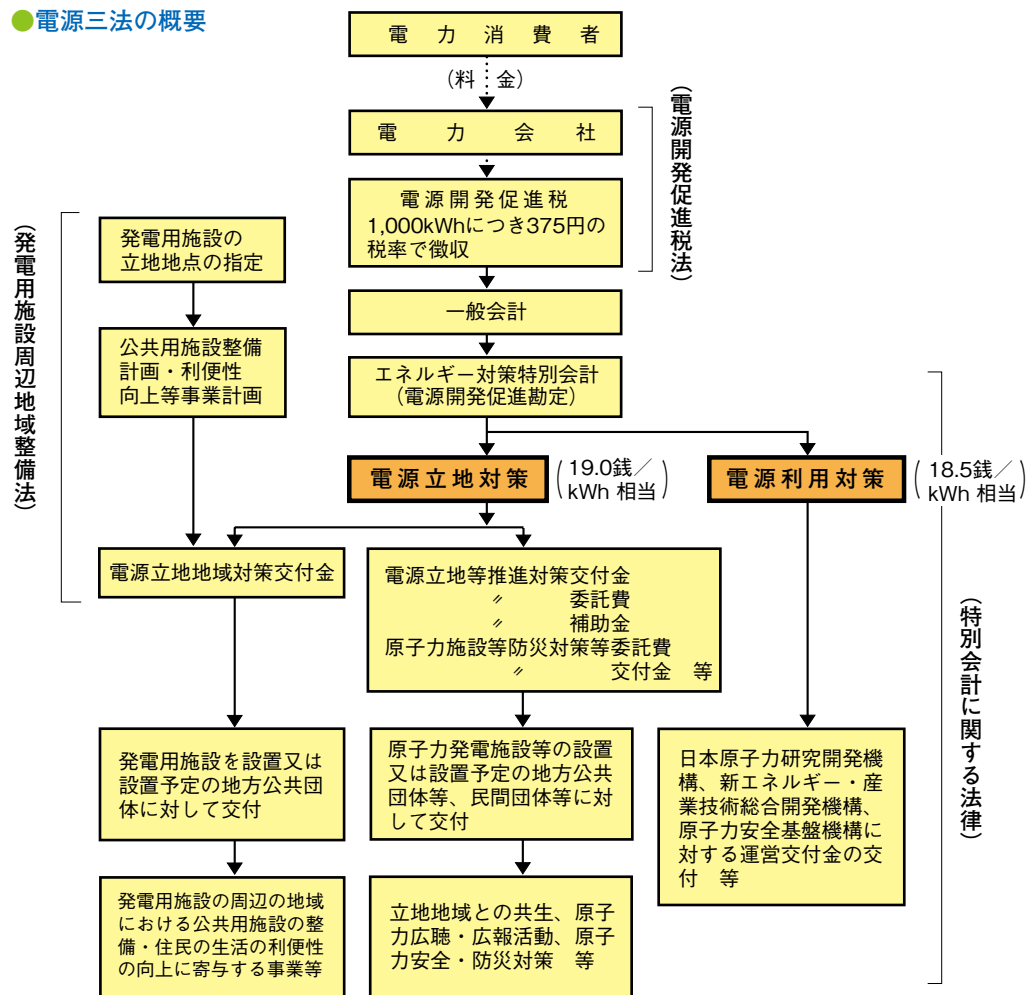 ●電源三法の概要
電力消費者
(料金)
電力会社
(電源開発促進税法)
電源開発促進税
1,000kWhにつき375円の
税率で徴収
(発電用施設周辺地域整備法)
発電用施設の
立地地点の指定
一般会計
公共用施設整備
計画・利便性
向上等事業計画
エネルギー対策特別会計
(電源開発促進勘定)
電源立地対策
(19.0銭／
kWh 相当)
電源利用対策
(18.5銭／
kWh 相当)
電源立地地域対策交付金
電源立地等推進対策交付金
〃 委託費
〃 補助金
原子力施設等防災対策等委託費
〃 交付金 等
(特別会計に関する法律)
発電用施設を設置又は
設置予定の地方公共団
体に対して交付
原子力発電施設等の設置
又は設置予定の地方公共
団体等、民間団体等に対
して交付
日本原子力研究開発機
構、新エネルギー・産
業技術総合開発機構、
原子力安全基盤機構に
対する運営交付金の交
付 等
発電用施設の周辺の地域
における公共用施設の整
備・住民の生活の利便性
の向上に寄与する事業等
立地地域との共生、原子
力広聴・広報活動、原子
力安全・防災対策 等